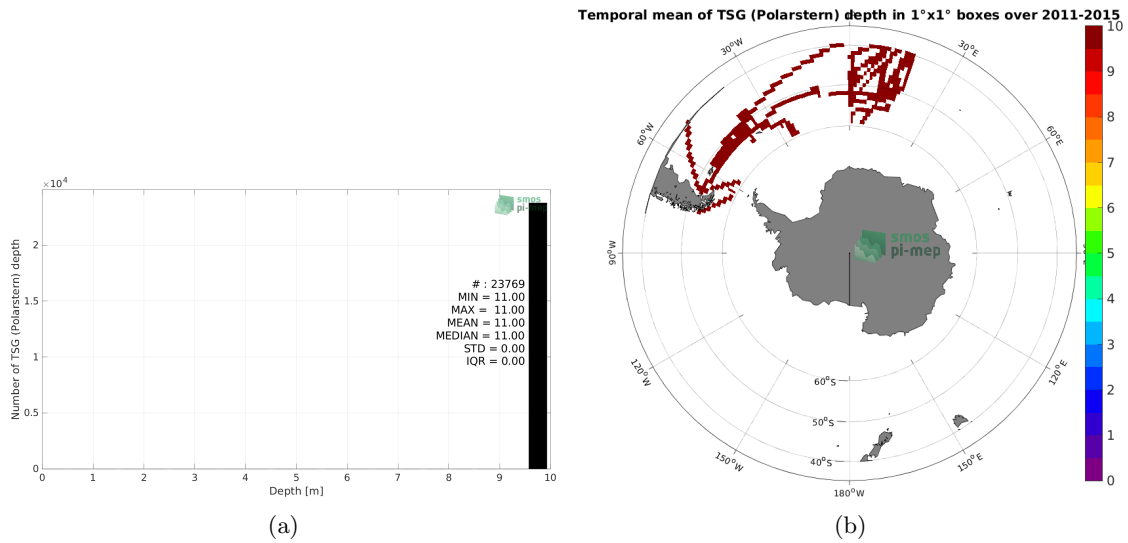 Temporal mean of TSG (Polarstern) depth in 1°x1° boxes over 2011-2015
×10⁴
Number of TSG (Polarstern) depth
2
1.5
1
0.5
0
smos
pi-mep
# : 23769
MIN = 11.00
MAX = 11.00
MEAN = 11.00
MEDIAN = 11.00
STD = 0.00
IQR = 0.00
0 1 2 3 4 5 6 7 8 9 10
Depth [m]
(a)
30°W
30°E
60°W
60°E
90°W
smos
pi-mep
120°W
120°E
60°S
50°S
40°S
150°W
150°E
180°W
10
9
8
7
6
5
4
3
2
1
0
(b)